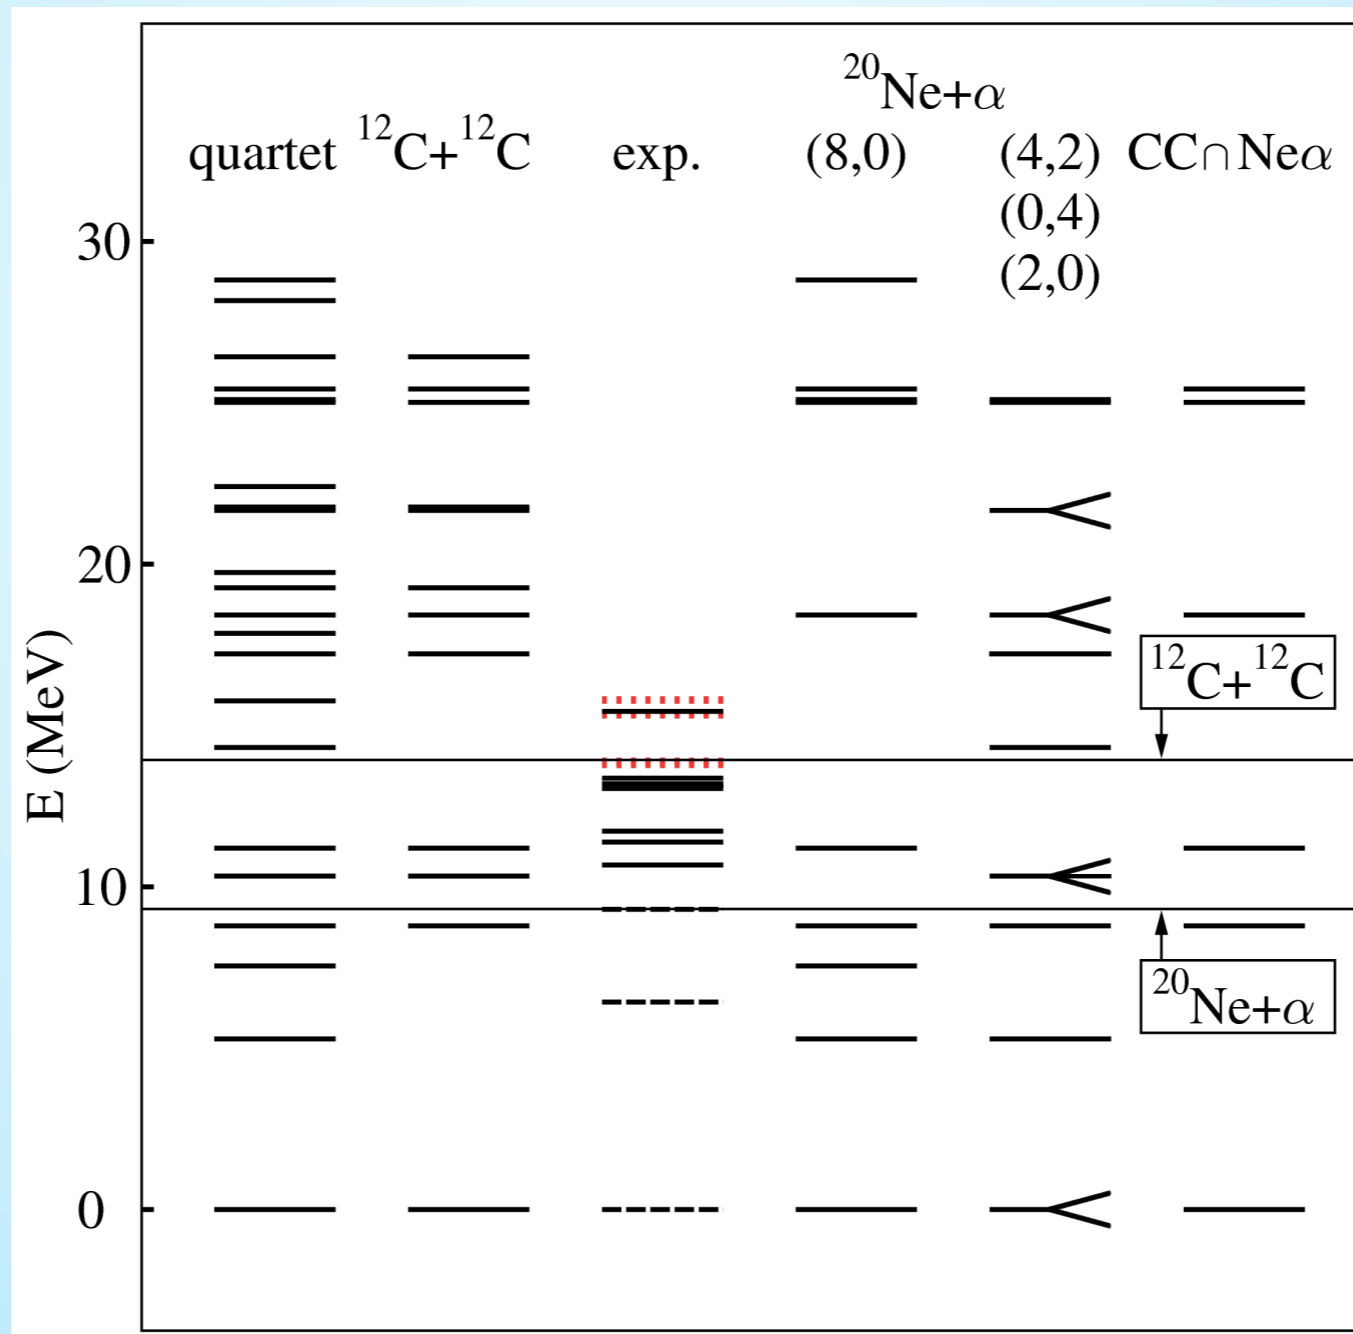 ²⁰Ne+α
quartet ¹²C+¹²C exp. (8,0) (4,2) CC∩Neα
(0,4)
(2,0)
30
20
10
0
E (MeV)
¹²C+¹²C
²⁰Ne+α